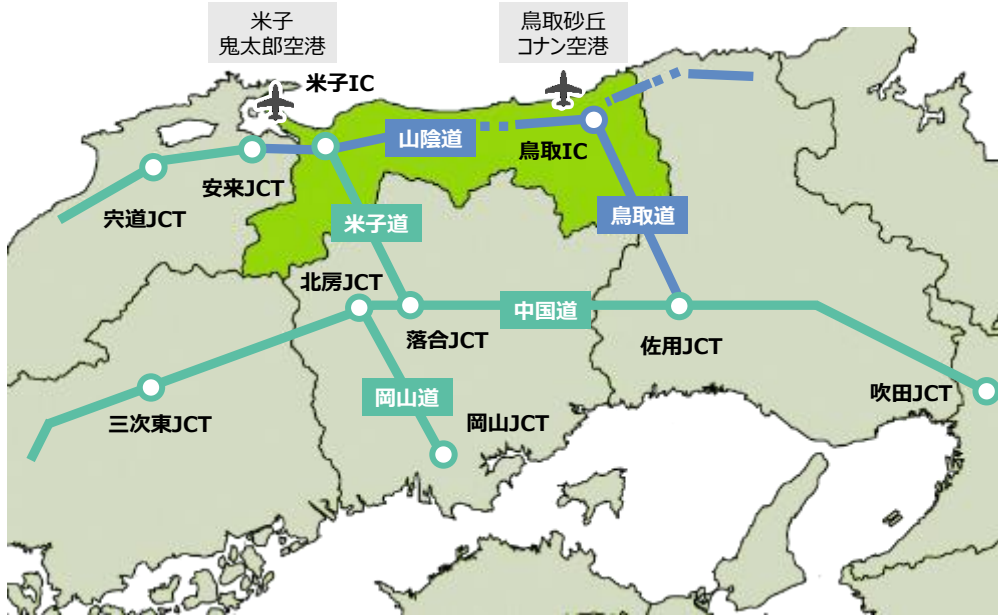 米子
鬼太郎空港
鳥取砂丘
コナン空港
米子IC
山陰道
鳥取IC
安来JCT
宍道JCT
米子道
鳥取道
北房JCT
中国道
落合JCT
佐用JCT
岡山道
吹田JCT
三次東JCT
岡山JCT